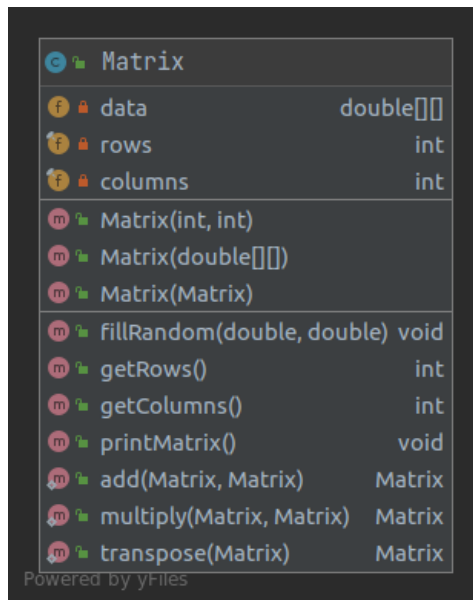 Matrix
data double[][]
rows int
columns int
Matrix(int, int)
Matrix(double[][])
Matrix(Matrix)
fillRandom(double, double) void
getRows() int
getColumns() int
printMatrix() void
add(Matrix, Matrix) Matrix
multiply(Matrix, Matrix) Matrix
transpose(Matrix) Matrix
Powered by yFiles